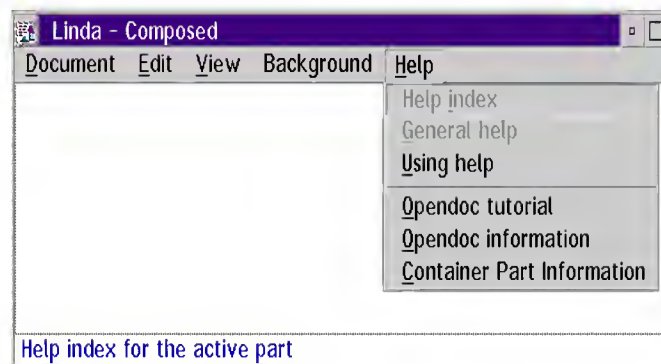 Linda - Composed
Document Edit View Background Help
Help index
General help
Using help
Opendoc tutorial
Opendoc information
Container Part Information
Help index for the active part